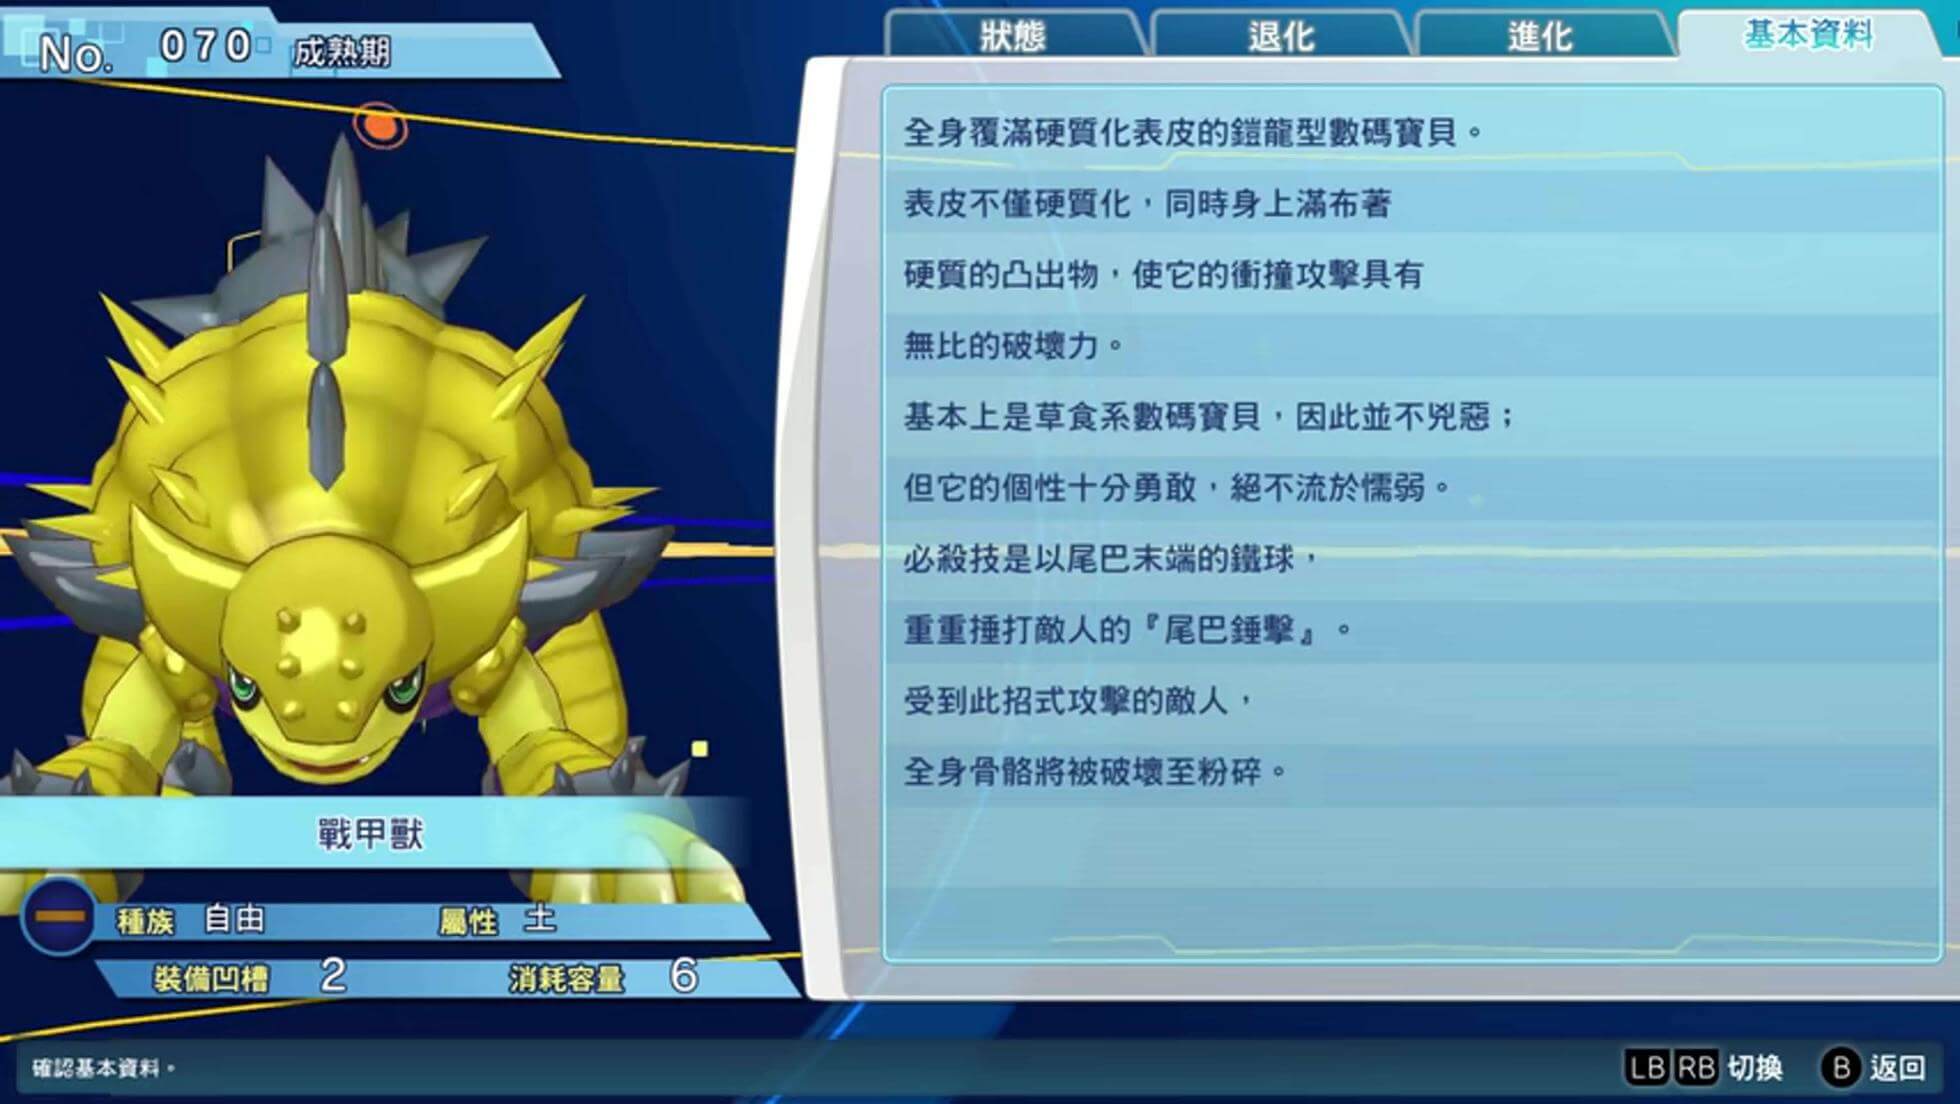 No. 070 成熟期
狀態 退化 進化 基本資料
全身覆滿硬質化表皮的鎧龍型數碼寶貝。
表皮不僅硬質化，同時身上滿布著
硬質的凸出物，使它的衝撞攻擊具有
無比的破壞力。
基本上是草食系數碼寶貝，因此並不兇惡；
但它的個性十分勇敢，絕不流於懦弱。
必殺技是以尾巴末端的鐵球，
重重捶打敵人的『尾巴錘擊』。
受到此招式攻擊的敵人，
全身骨骼將被破壞至粉碎。
戰甲獸
種族 自由 屬性 土
裝備凹槽 2 消耗容量 6
確認基本資料。
LB RB 切換 B 返回